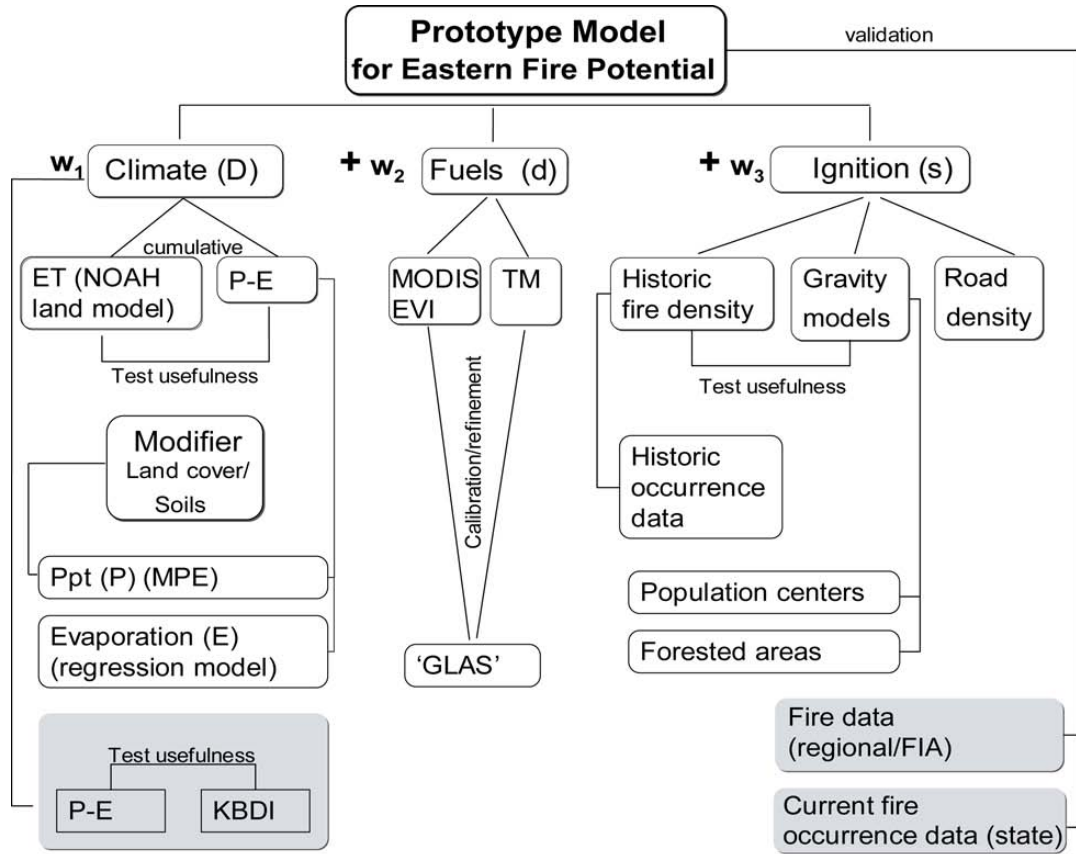 Prototype Model
for Eastern Fire Potential
validation
w1
Climate (D)
+ w2
Fuels (d)
+ w3
Ignition (s)
cumulative
ET (NOAH
land model)
P-E
Test usefulness
MODIS
EVI
TM
Historic
fire density
Gravity
models
Road
density
Test usefulness
Modifier
Land cover/
Soils
Calibration/refinement
Historic
occurrence
data
Ppt (P) (MPE)
Evaporation (E)
(regression model)
'GLAS'
Population centers
Forested areas
Test usefulness
P-E
KBDI
Fire data
(regional/FIA)
Current fire
occurrence data (state)